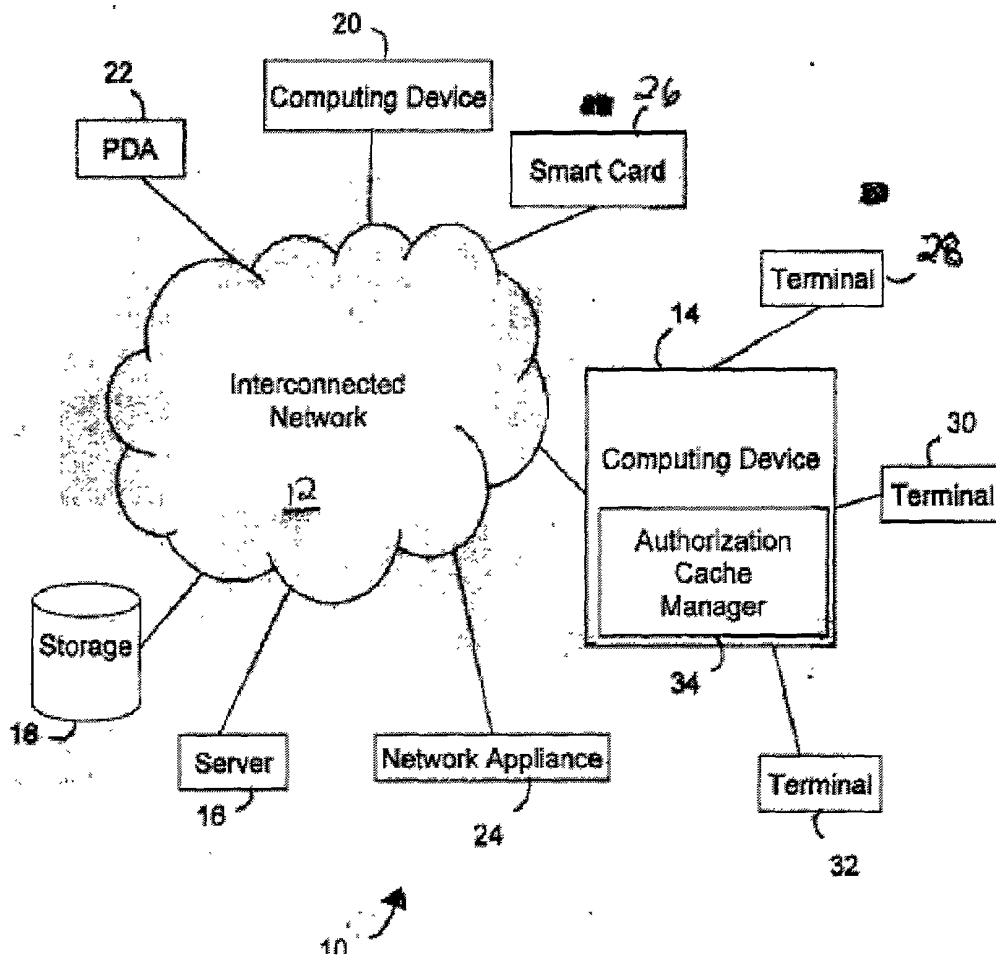 20
22
Computing Device
26
PDA
Smart Card
28
Terminal
14
Interconnected
Network
30
Computing Device
Terminal
12
Authorization
Cache
Manager
Storage
34
18
Server
Network Appliance
Terminal
16
24
32
10